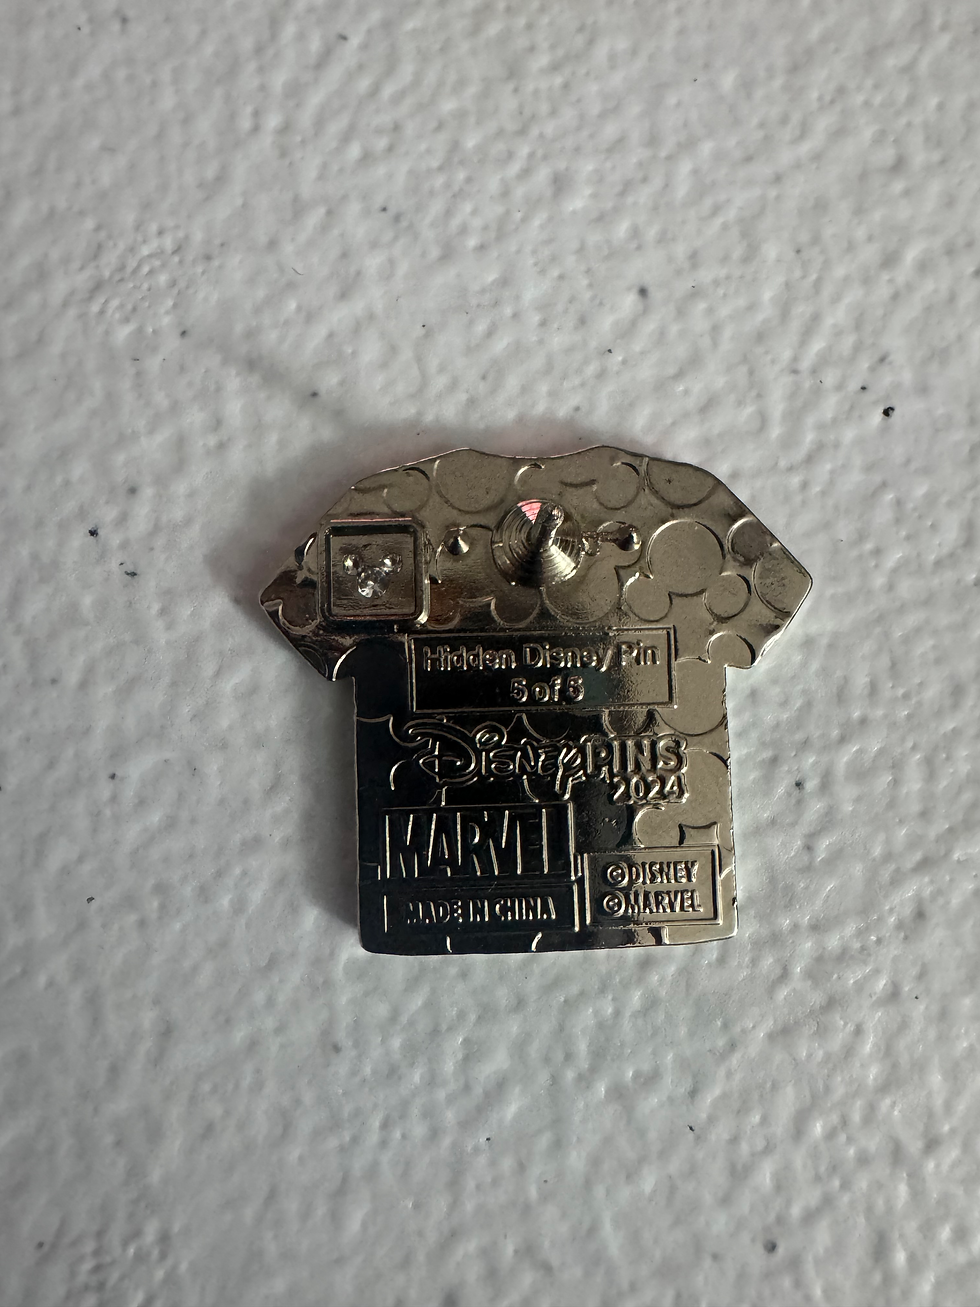 Hidden Disney Pin
5 of 5
Disney PINS
2024
MARVEL
MADE IN CHINA
©DISNEY
©MARVEL